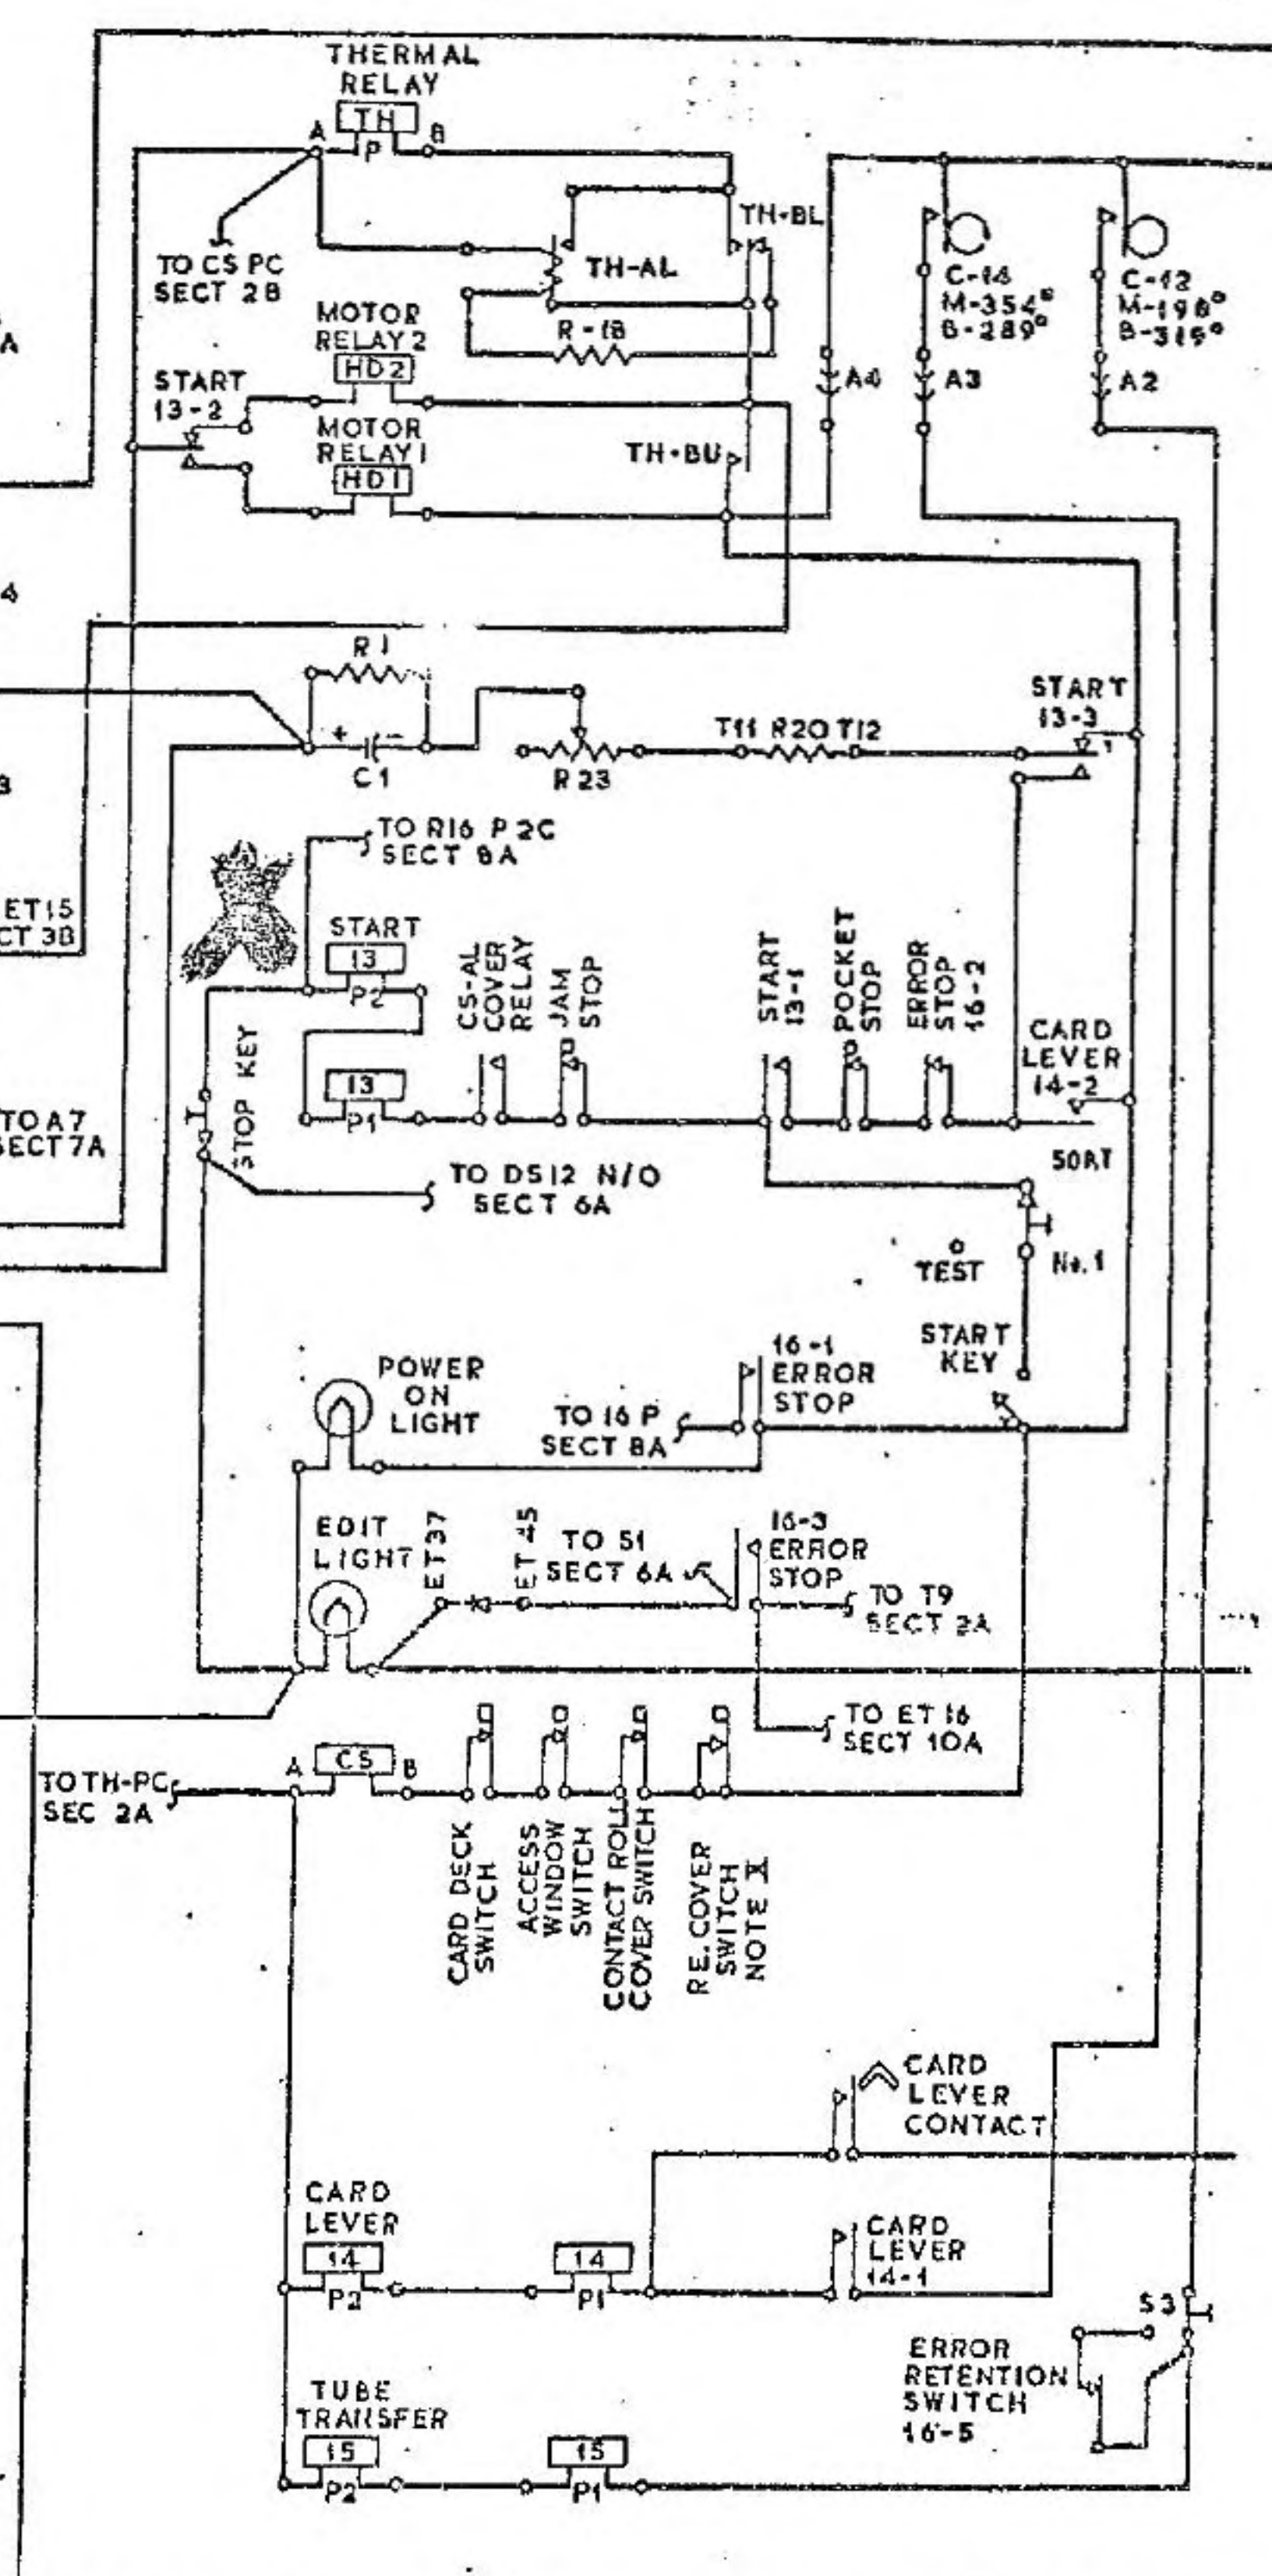 THERMAL
RELAY
TH
A
P
B
TO CS PC
SECT 2B
TH-BL
TH-AL
R-18
MOTOR
RELAY 2
HD2
START
13-2
MOTOR
RELAY 1
HD1
TH-BU
C-14
M-354°
B-289°
C-12
B-315°
A4
A3
A2
A
4
R1
+
-
C1
R23
T11 R20 T12
START
13-3
3
TO R16 P2C
SECT 8A
ET15
CT 3B
START
13
P2
13
P1
STOP KEY
CS-AL
COVER
RELAY
JAM
STOP
START
13-1
POCKET
STOP
ERROR
STOP
16-2
CARD
LEVER
14-2
TO A7
SECT 7A
TO DS12 N/O
SECT 6A
SORT
TEST
No.1
START
KEY
POWER
ON
LIGHT
TO 16 P
SECT 8A
16-1
ERROR
STOP
EDIT
LIGHT
ET37
ET 45
TO S1
SECT 6A
16-3
ERROR
STOP
TO T9
SECT 2A
TO ET 16
SECT 10A
TO TH-PC
SEC 2A
A
CS
B
CARD DECK
SWITCH
ACCESS
WINDOW
SWITCH
CONTACT ROLL
COVER SWITCH
RE. COVER
SWITCH
NOTE X
CARD
LEVER
CONTACT
CARD
LEVER
14
P2
14
P1
CARD
LEVER
14-1
S3
ERROR
RETENTION
SWITCH
16-5
TUBE
TRANSFER
15
P2
15
P1